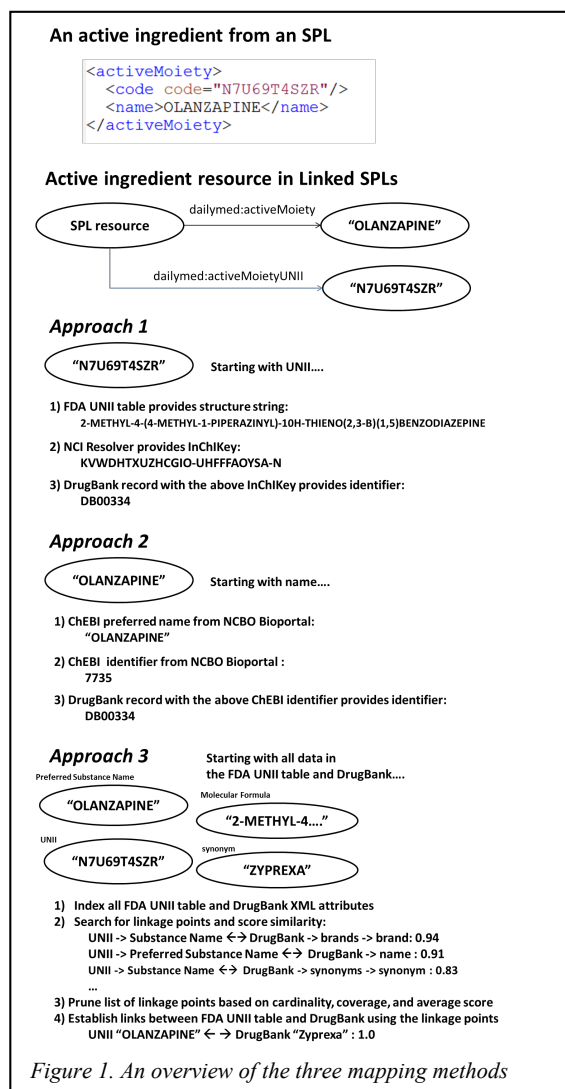 An active ingredient from an SPL
<activeMoiety>
<code code="N7U69T4SZR"/>
<name>OLANZAPINE</name>
</activeMoiety>
Active ingredient resource in Linked SPLs
SPL resource
dailymed:activeMoiety
"OLANZAPINE"
dailymed:activeMoietyUNII
"N7U69T4SZR"
Approach 1
"N7U69T4SZR" Starting with UNII....
1) FDA UNII table provides structure string:
2-METHYL-4-(4-METHYL-1-PIPERAZINYL)-10H-THIENO(2,3-B)(1,5)BENZODIAZEPINE
2) NCI Resolver provides InChIKey:
KVWDHTXUZHCGIO-UHFFFAOYSA-N
3) DrugBank record with the above InChIKey provides identifier:
DB00334
Approach 2
"OLANZAPINE" Starting with name....
1) ChEBI preferred name from NCBO Bioportal:
"OLANZAPINE"
2) ChEBI identifier from NCBO Bioportal :
7735
3) DrugBank record with the above ChEBI identifier provides identifier:
DB00334
Approach 3 Starting with all data in
the FDA UNII table and DrugBank....
Preferred Substance Name
"OLANZAPINE"
Molecular Formula
"2-METHYL-4...."
UNII
"N7U69T4SZR"
synonym
"ZYPREXA"
1) Index all FDA UNII table and DrugBank XML attributes
2) Search for linkage points and score similarity:
UNII -> Substance Name ←→ DrugBank -> brands -> brand: 0.94
UNII -> Preferred Substance Name ←→ DrugBank -> name : 0.91
UNII -> Substance Name ←→ DrugBank -> synonyms -> synonym : 0.83
...
3) Prune list of linkage points based on cardinality, coverage, and average score
4) Establish links between FDA UNII table and DrugBank using the linkage points
UNII "OLANZAPINE" ← → DrugBank "Zyprexa" : 1.0
Figure 1. An overview of the three mapping methods